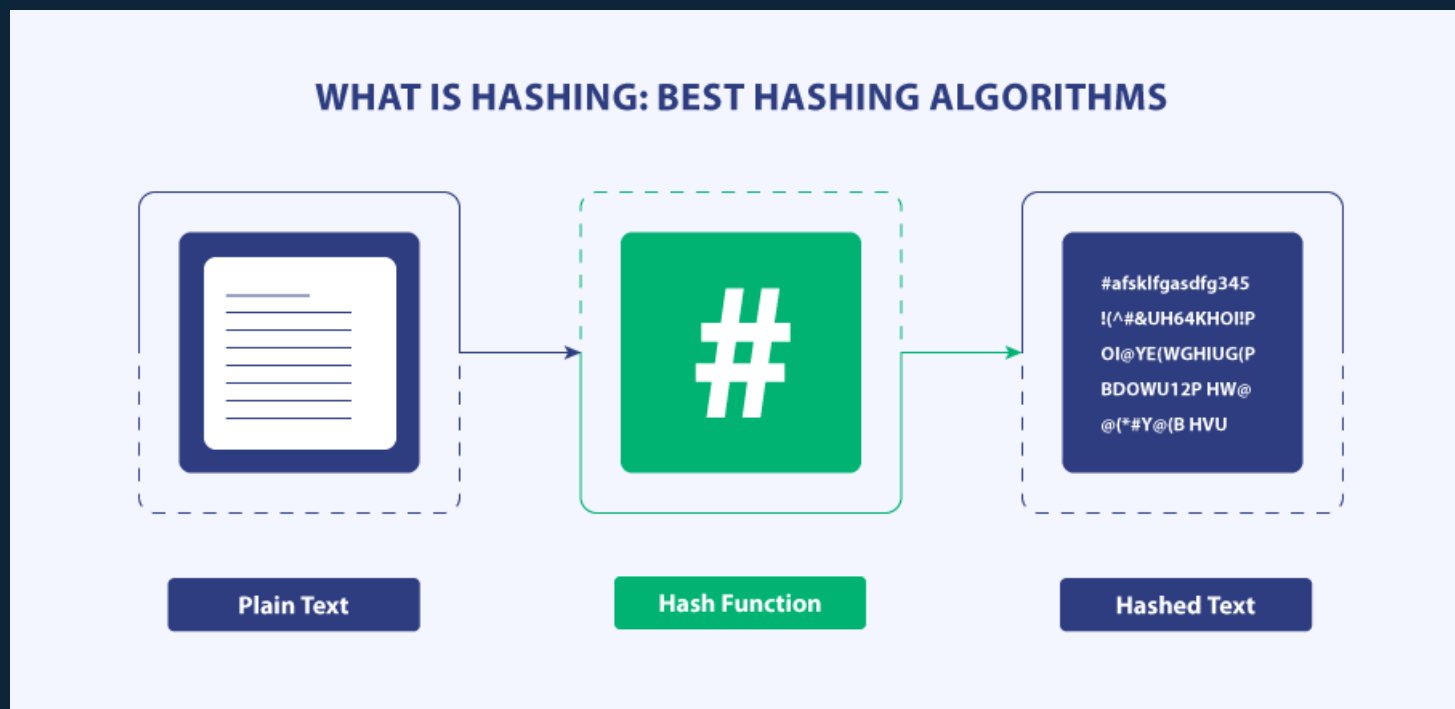 WHAT IS HASHING: BEST HASHING ALGORITHMS
#
#afsklfgasdfg345
!(^#&UH64KHOI!P
OI@YE(WGHIUG(P
BDOWU12P HW@
@(*#Y@(B HVU
Plain Text
Hash Function
Hashed Text